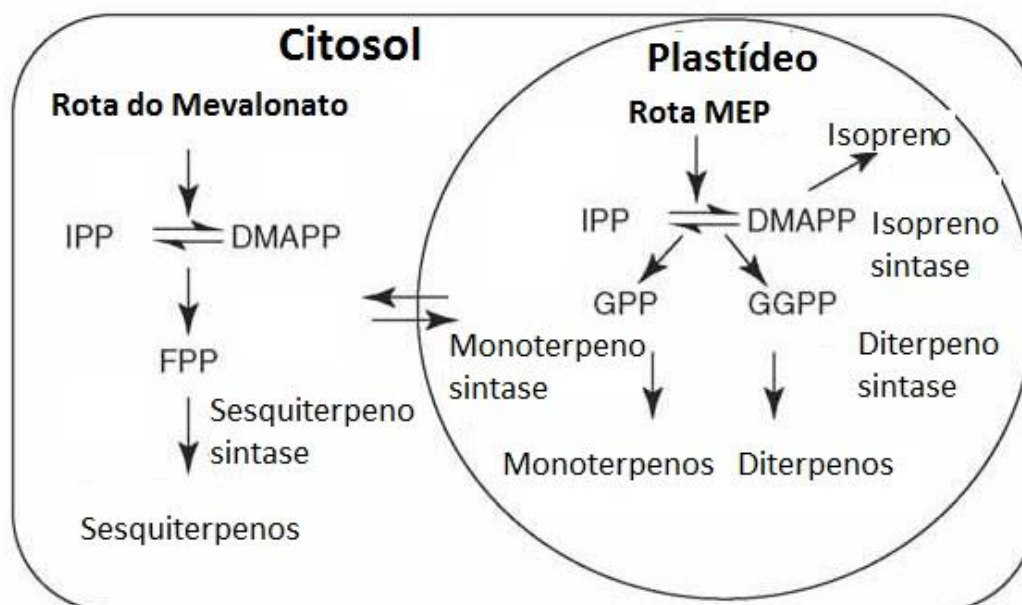 Citosol
Rota do Mevalonato
IPP
DMAPP
FPP
Sesquiterpeno
sintase
Sesquiterpenos
Plastídeo
Rota MEP
Isopreno
IPP
DMAPP
Isopreno
sintase
GPP
GGPP
Monoterpeno
sintase
Diterpeno
sintase
Monoterpenos
Diterpenos